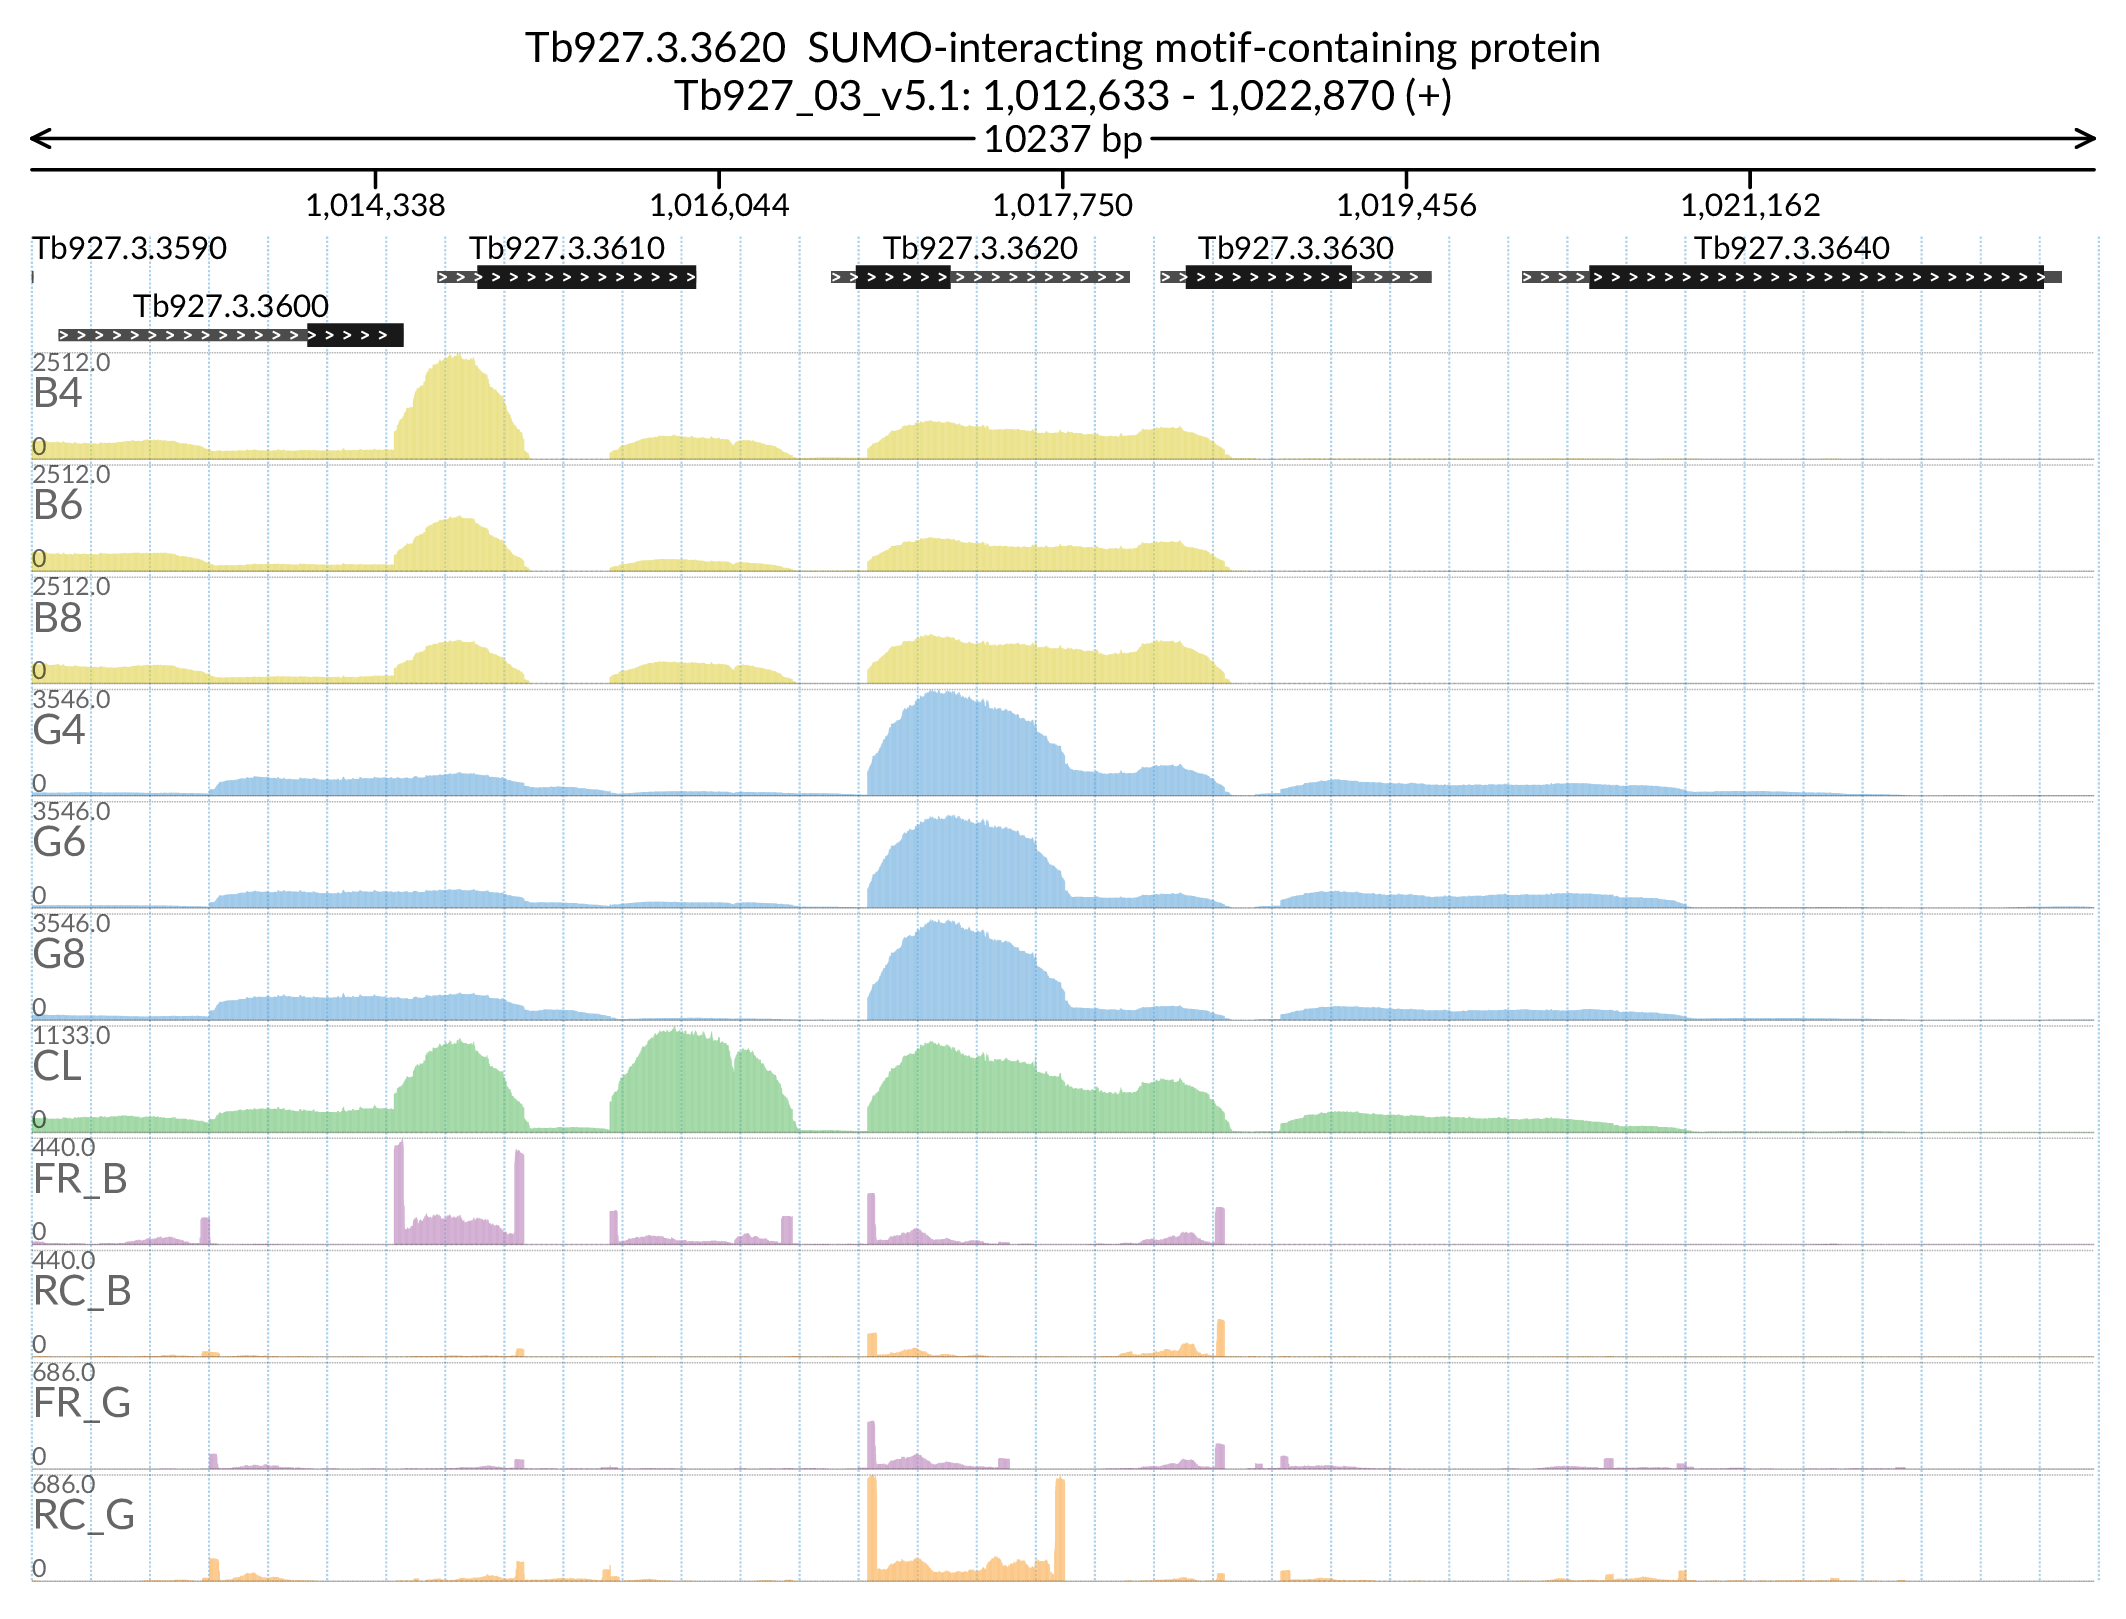 Tb927.3.3620  SUMO-interacting motif-containing protein
Tb927_03_v5.1: 1,012,633 - 1,022,870 (+)
10237 bp
1,014,338 1,016,044 1,017,750 1,019,456 1,021,162
Tb927.3.3590 Tb927.3.3610 Tb927.3.3620 Tb927.3.3630 Tb927.3.3640
Tb927.3.3600
2512.0
B4
0
2512.0
B6
0
2512.0
B8
0
3546.0
G4
0
3546.0
G6
0
3546.0
G8
0
1133.0
CL
0
440.0
FR_B
0
440.0
RC_B
0
686.0
FR_G
0
686.0
RC_G
0